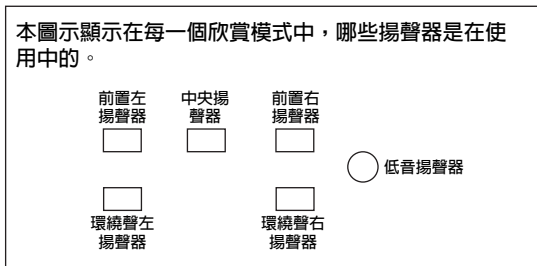 本圖示顯示在每一個欣賞模式中，哪些揚聲器是在使
用中的。
前置左
揚聲器
中央揚
聲器
前置右
揚聲器
低音揚聲器
環繞聲左
揚聲器
環繞聲右
揚聲器